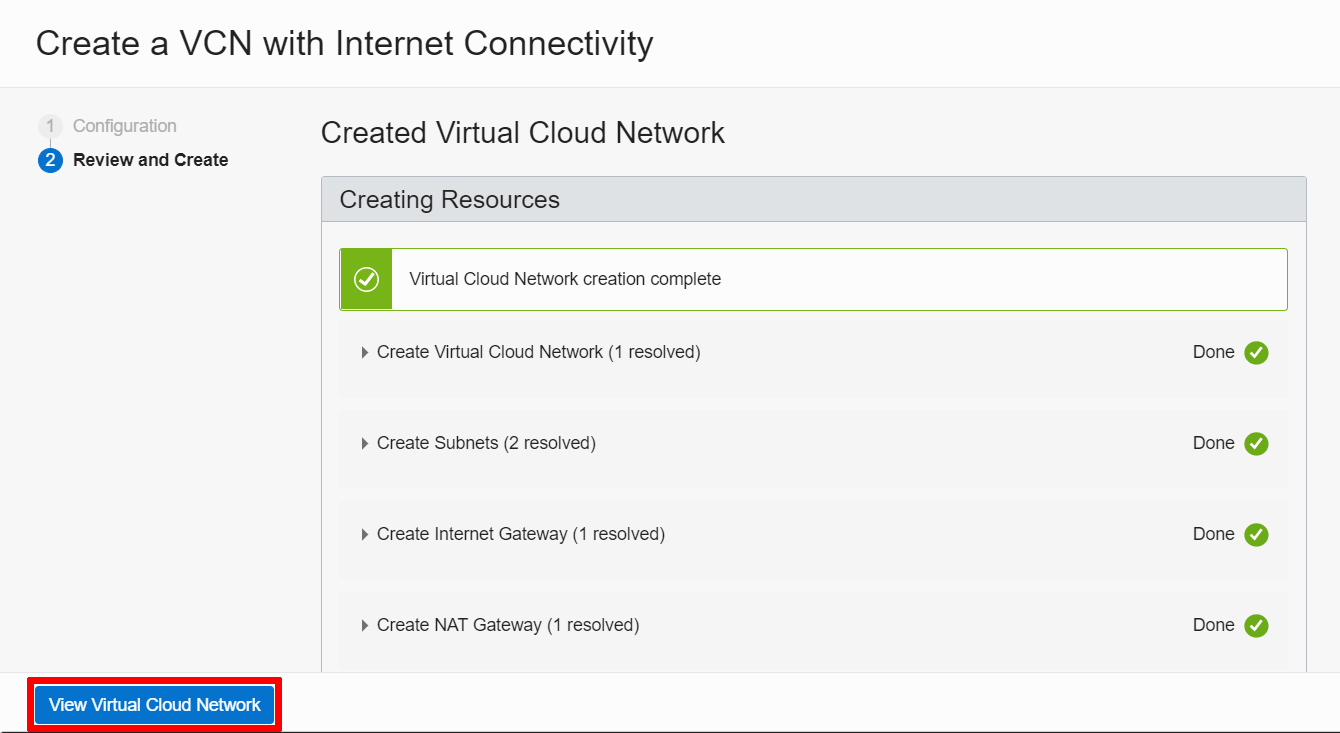 Create a VCN with Internet Connectivity
1 Configuration
2 Review and Create
Created Virtual Cloud Network
Creating Resources
Virtual Cloud Network creation complete
Create Virtual Cloud Network (1 resolved) Done
Create Subnets (2 resolved) Done
Create Internet Gateway (1 resolved) Done
Create NAT Gateway (1 resolved) Done
View Virtual Cloud Network